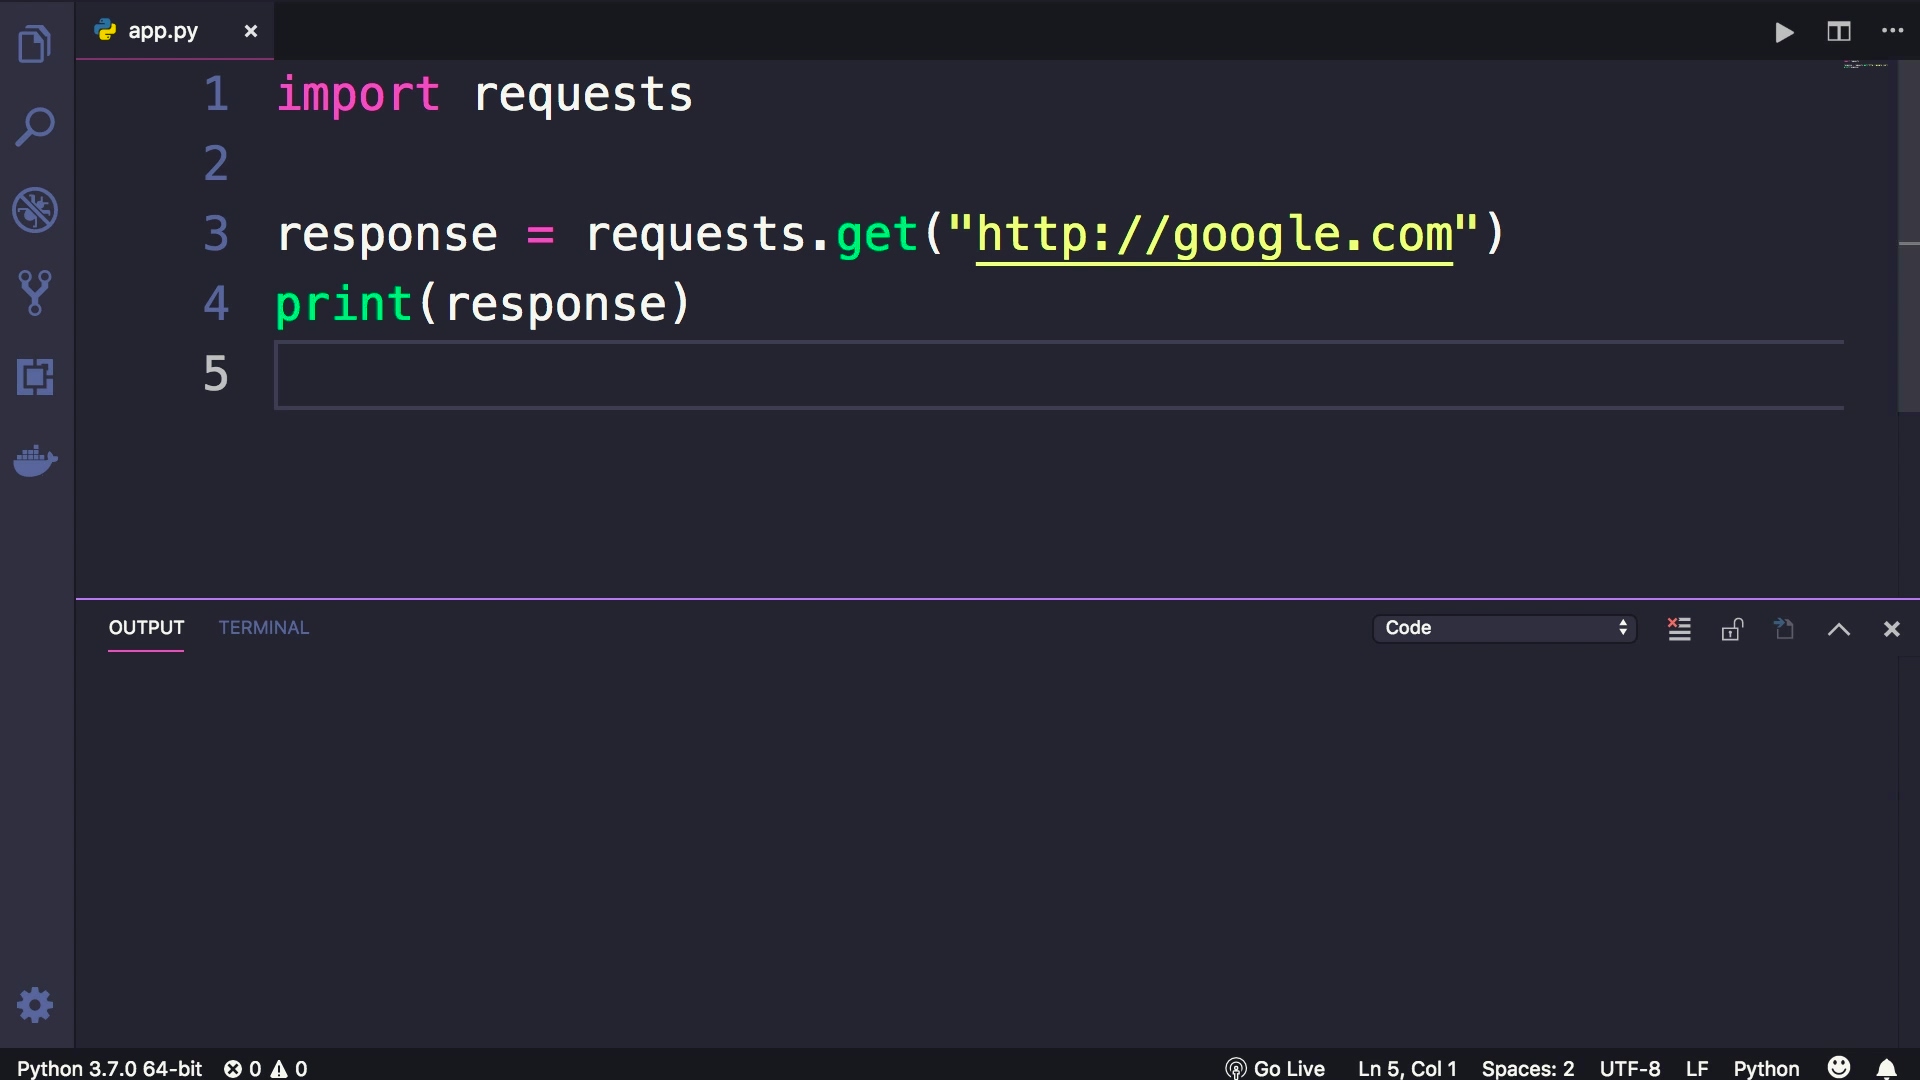 app.py
1 import requests
2
3 response = requests.get("http://google.com")
4 print(response)
5
OUTPUT TERMINAL Code
Python 3.7.0 64-bit 0 0 Go Live Ln 5, Col 1 Spaces: 2 UTF-8 LF Python